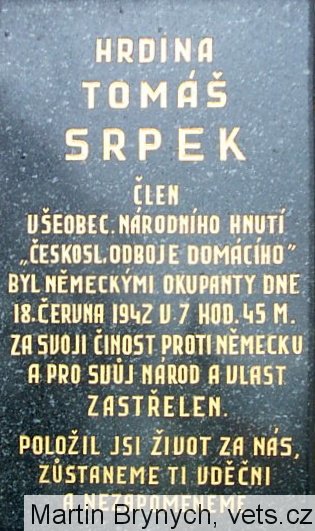 HRDINA
TOMÁŠ
SRPEK
ČLEN
VŠEOBEC. NÁRODNÍHO HNUTÍ
„ČESKOSL. ODBOJE DOMÁCÍHO"
BYL NĚMECKÝMI OKUPANTY DNE
18. ČERVNA 1942 V 7 HOD. 45 M.
ZA SVOJI ČINOST PROTI NĚMECKU
A PRO SVŮJ NÁROD A VLAST
ZASTŘELEN.
POLOŽIL JSI ŽIVOT ZA NÁS,
ZŮSTANEME TI VDĚČNI
A NEZAPOMENEME
Martin Brynych, vets.cz